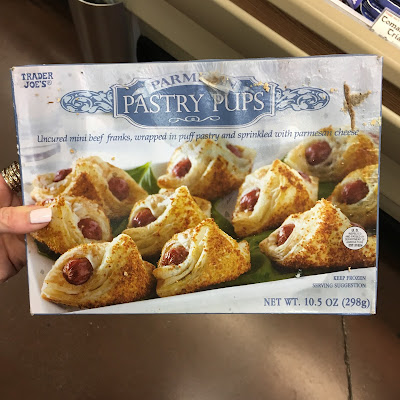 TRADER
JOE'S®
PASTRY PUPS
Uncured mini beef franks, wrapped in puff pastry and sprinkled with parmesan cheese
KEEP FROZEN
SERVING SUGGESTION
NET WT. 10.5 OZ (298g)